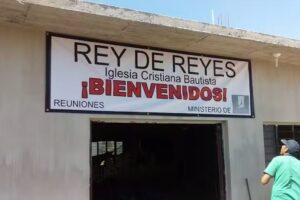 REY DE REYES
Iglesia Cristiana Bautista
¡BIENVENIDOS!
REUNIONES MINISTERIO DE